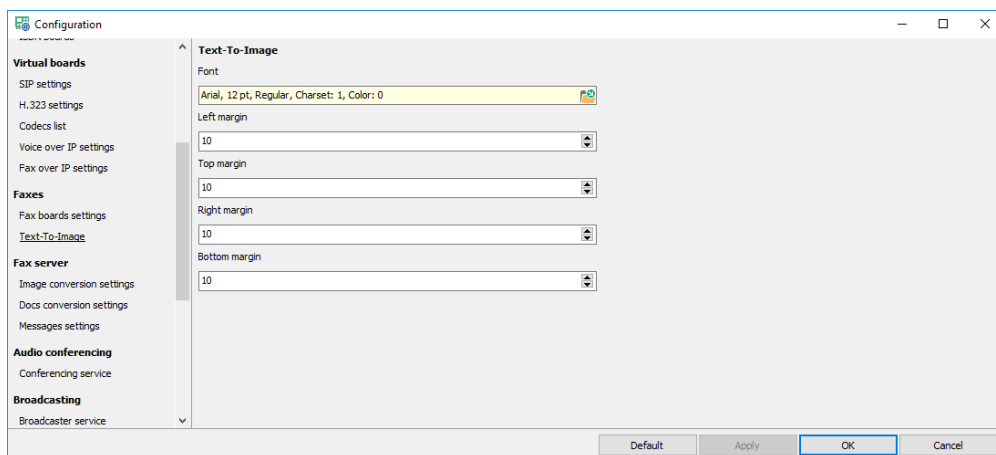 Configuration
Virtual boards
SIP settings
H.323 settings
Codecs list
Voice over IP settings
Fax over IP settings
Faxes
Fax boards settings
Text-To-Image
Fax server
Image conversion settings
Docs conversion settings
Messages settings
Audio conferencing
Conferencing service
Broadcasting
Broadcaster service
Text-To-Image
Font
Arial, 12 pt, Regular, Charset: 1, Color: 0
Left margin
10
Top margin
10
Right margin
10
Bottom margin
10
Default
Apply
OK
Cancel